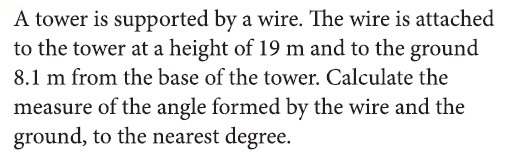 A tower is supported by a wire. The wire is attached
to the tower at a height of 19 m and to the ground
8.1 m from the base of the tower. Calculate the
measure of the angle formed by the wire and the
ground, to the nearest degree.